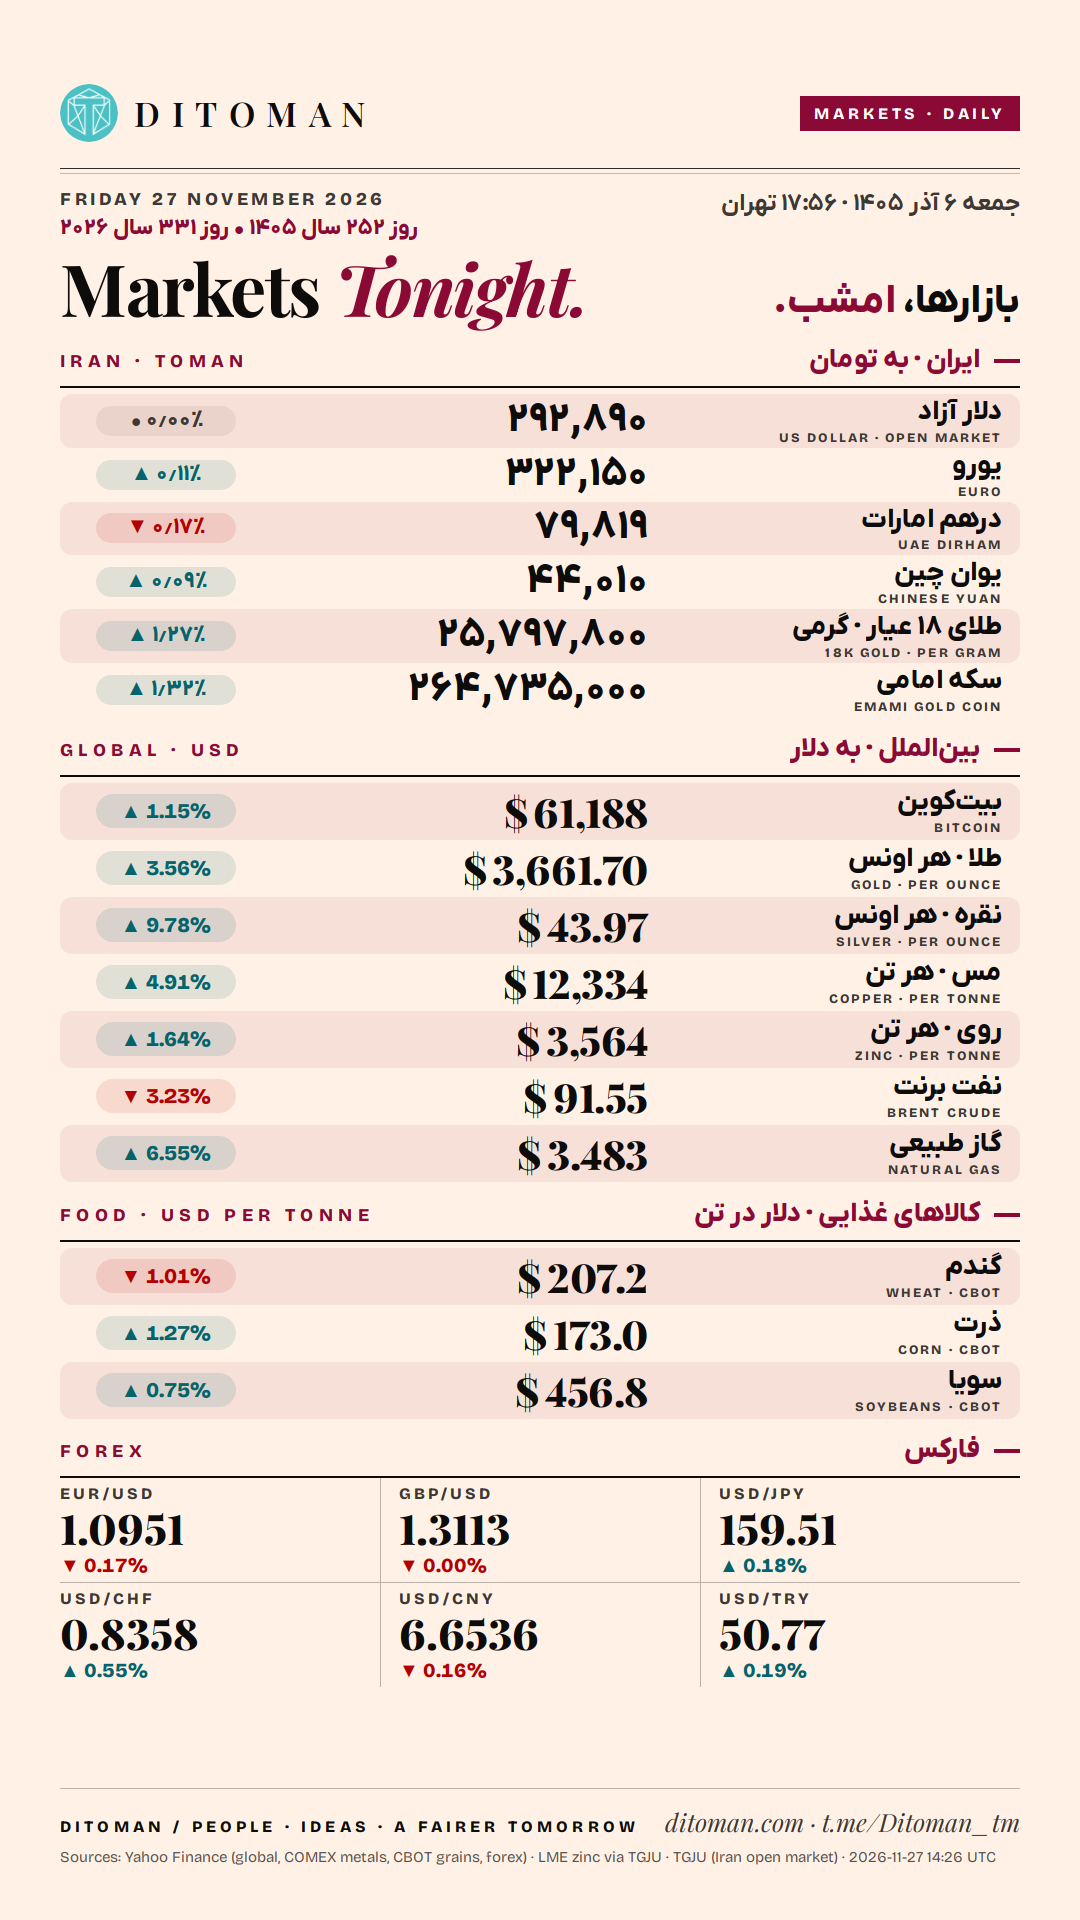 DITOMAN
MARKETS · DAILY
FRIDAY 27 NOVEMBER 2026
جمعه ۶ آذر ۱۴۰۵ · ۱۷:۵۶ تهران
روز ۲۵۲ سال ۱۴۰۵ • روز ۳۳۱ سال ۲۰۲۶
Markets Tonight.
بازارها، امشب.
IRAN · TOMAN
ایران · به تومان
دلار آزاد
US DOLLAR · OPEN MARKET
۲۹۲,۸۹۰
● ۰٫۰۰٪
یورو
EURO
۳۲۲,۱۵۰
▲ ۰٫۱۱٪
درهم امارات
UAE DIRHAM
۷۹,۸۱۹
▼ ۰٫۱۷٪
یوان چین
CHINESE YUAN
۴۴,۰۱۰
▲ ۰٫۰۹٪
طلای ۱۸ عیار · گرمی
18K GOLD · PER GRAM
۲۵,۷۹۷,۸۰۰
▲ ۱٫۲۷٪
سکه امامی
EMAMI GOLD COIN
۲۶۴,۷۳۵,۰۰۰
▲ ۱٫۳۲٪
GLOBAL · USD
بین‌الملل · به دلار
بیت‌کوین
BITCOIN
$ 61,188
▲ 1.15%
طلا · هر اونس
GOLD · PER OUNCE
$ 3,661.70
▲ 3.56%
نقره · هر اونس
SILVER · PER OUNCE
$ 43.97
▲ 9.78%
مس · هر تن
COPPER · PER TONNE
$ 12,334
▲ 4.91%
روی · هر تن
ZINC · PER TONNE
$ 3,564
▲ 1.64%
نفت برنت
BRENT CRUDE
$ 91.55
▼ 3.23%
گاز طبیعی
NATURAL GAS
$ 3.483
▲ 6.55%
FOOD · USD PER TONNE
کالاهای غذایی · دلار در تن
گندم
WHEAT · CBOT
$ 207.2
▼ 1.01%
ذرت
CORN · CBOT
$ 173.0
▲ 1.27%
سویا
SOYBEANS · CBOT
$ 456.8
▲ 0.75%
FOREX
فارکس
EUR/USD
1.0951
▼ 0.17%
GBP/USD
1.3113
▼ 0.00%
USD/JPY
159.51
▲ 0.18%
USD/CHF
0.8358
▲ 0.55%
USD/CNY
6.6536
▼ 0.16%
USD/TRY
50.77
▲ 0.19%
DITOMAN / PEOPLE · IDEAS · A FAIRER TOMORROW
ditoman.com · t.me/Ditoman_tm
Sources: Yahoo Finance (global, COMEX metals, CBOT grains, forex) · LME zinc via TGJU · TGJU (Iran open market) · 2026-11-27 14:26 UTC